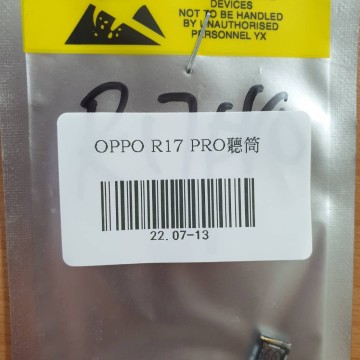 DEVICES
NOT TO BE HANDLED
BY UNAUTHORISED
PERSONNEL YX
OPPO R17 PRO聽筒
22.07-13